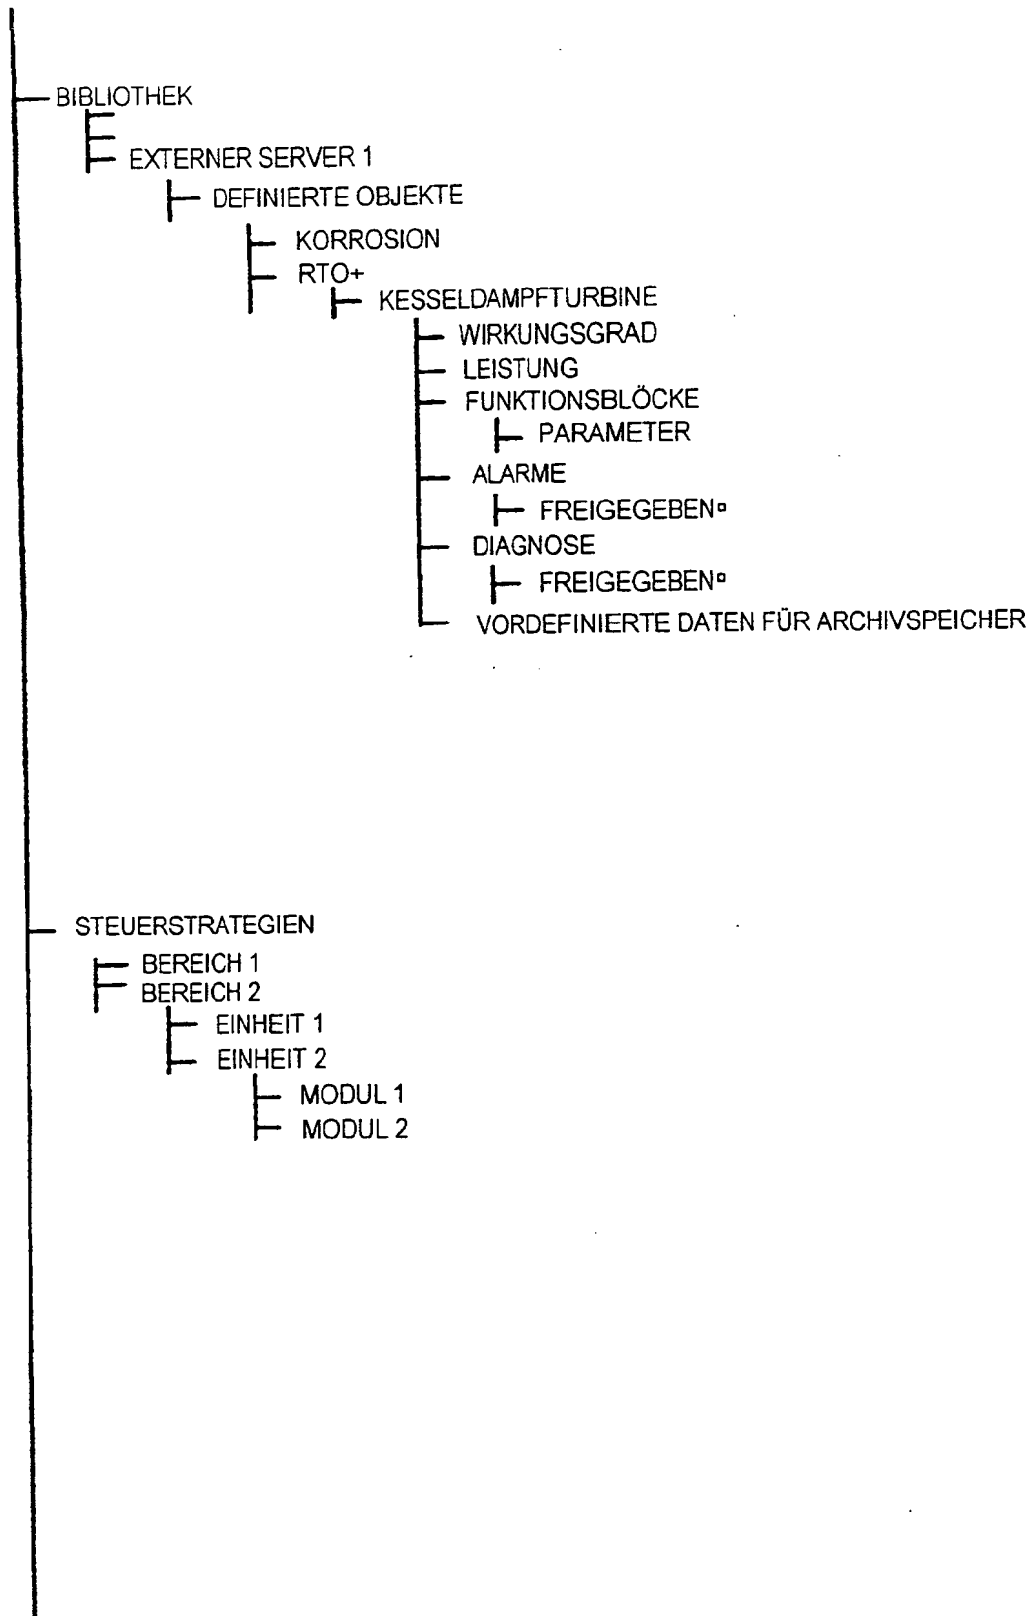 BIBLIOTHEK
EXTERNER SERVER 1
DEFINIERTE OBJEKTE
KORROSION
RTO+
KESSELDAMPFTURBINE
WIRKUNGSGRAD
LEISTUNG
FUNKTIONSBLÖCKE
PARAMETER
ALARME
FREIGEGEBEN¤
DIAGNOSE
FREIGEGEBEN¤
VORDEFINIERTE DATEN FÜR ARCHIVSPEICHER
STEUERSTRATEGIEN
BEREICH 1
BEREICH 2
EINHEIT 1
EINHEIT 2
MODUL 1
MODUL 2